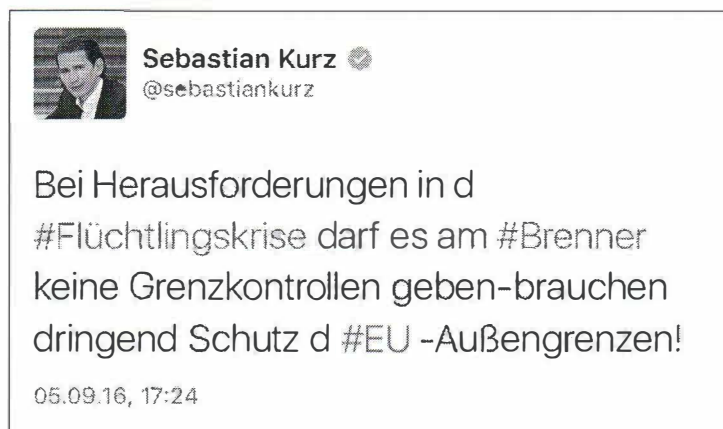 Sebastian Kurz
@sebastiankurz
Bei Herausforderungen in d
#Flüchtlingskrise darf es am #Brenner
keine Grenzkontrollen geben-brauchen
dringend Schutz d #EU -Außengrenzen!
05.09.16, 17:24